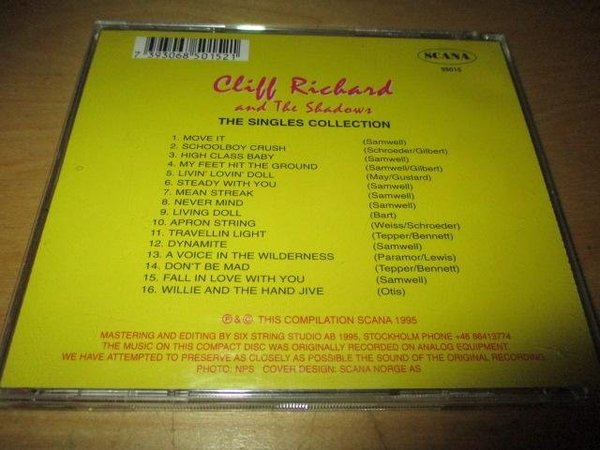 7 393068 501521
SCANA
95015
Cliff Richard
and The Shadows
THE SINGLES COLLECTION
1. MOVE IT (Samwell)
2. SCHOOLBOY CRUSH (Schroeder/Gilbert)
3. HIGH CLASS BABY (Samwell)
4. MY FEET HIT THE GROUND (Samwell/Gilbert)
5. LIVIN' LOVIN' DOLL (May/Gustard)
6. STEADY WITH YOU (Samwell)
7. MEAN STREAK (Samwell)
8. NEVER MIND (Samwell)
9. LIVING DOLL (Bart)
10. APRON STRING (Weiss/Schroeder)
11. TRAVELLIN LIGHT (Tepper/Bennett)
12. DYNAMITE (Samwell)
13. A VOICE IN THE WILDERNESS (Paramor/Lewis)
14. DON'T BE MAD (Tepper/Bennett)
15. FALL IN LOVE WITH YOU (Samwell)
16. WILLIE AND THE HAND JIVE (Otis)
℗ & © THIS COMPILATION SCANA 1995
MASTERING AND EDITING BY SIX STRING STUDIO AB 1995, STOCKHOLM PHONE +46 86413774
THE MUSIC ON THIS COMPACT DISC WAS ORIGINALLY RECORDED ON ANALOG EQUIPMENT.
WE HAVE ATTEMPTED TO PRESERVE AS CLOSELY AS POSSIBLE THE SOUND OF THE ORIGINAL RECORDING
PHOTO: NPS COVER DESIGN: SCANA NORGE AS